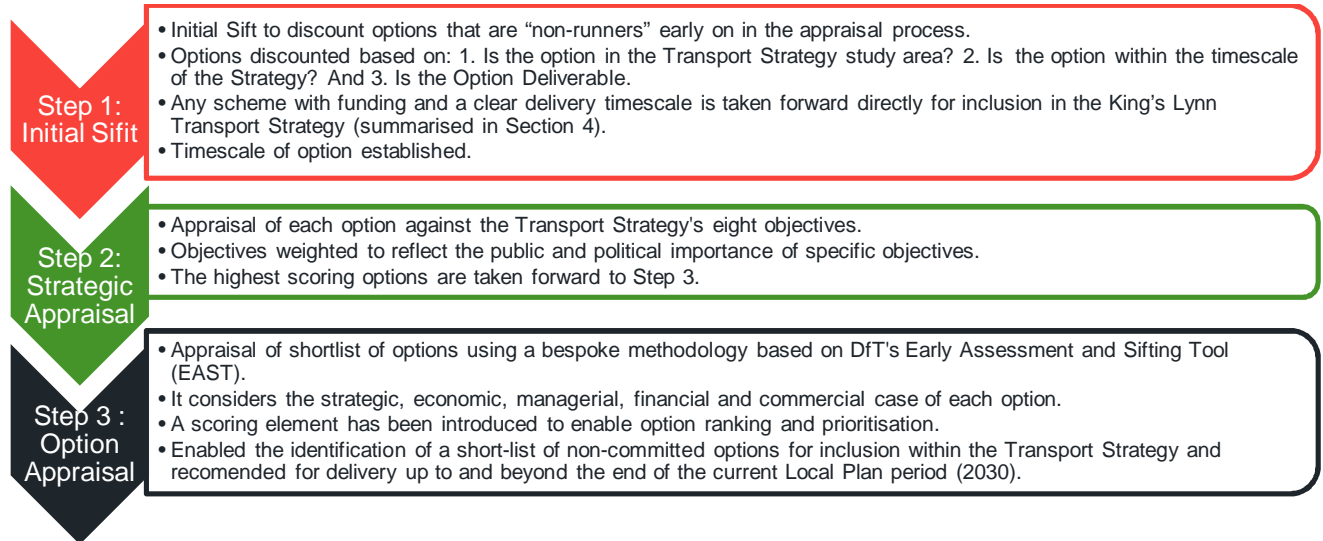 Step 1:
Initial Sifit
• Initial Sift to discount options that are “non-runners” early on in the appraisal process.
• Options discounted based on: 1. Is the option in the Transport Strategy study area? 2. Is the option within the timescale
of the Strategy? And 3. Is the Option Deliverable.
• Any scheme with funding and a clear delivery timescale is taken forward directly for inclusion in the King’s Lynn
Transport Strategy (summarised in Section 4).
• Timescale of option established.
Step 2:
Strategic
Appraisal
• Appraisal of each option against the Transport Strategy's eight objectives.
• Objectives weighted to reflect the public and political importance of specific objectives.
• The highest scoring options are taken forward to Step 3.
Step 3 :
Option
Appraisal
• Appraisal of shortlist of options using a bespoke methodology based on DfT's Early Assessment and Sifting Tool
(EAST).
• It considers the strategic, economic, managerial, financial and commercial case of each option.
• A scoring element has been introduced to enable option ranking and prioritisation.
• Enabled the identification of a short-list of non-committed options for inclusion within the Transport Strategy and
recomended for delivery up to and beyond the end of the current Local Plan period (2030).